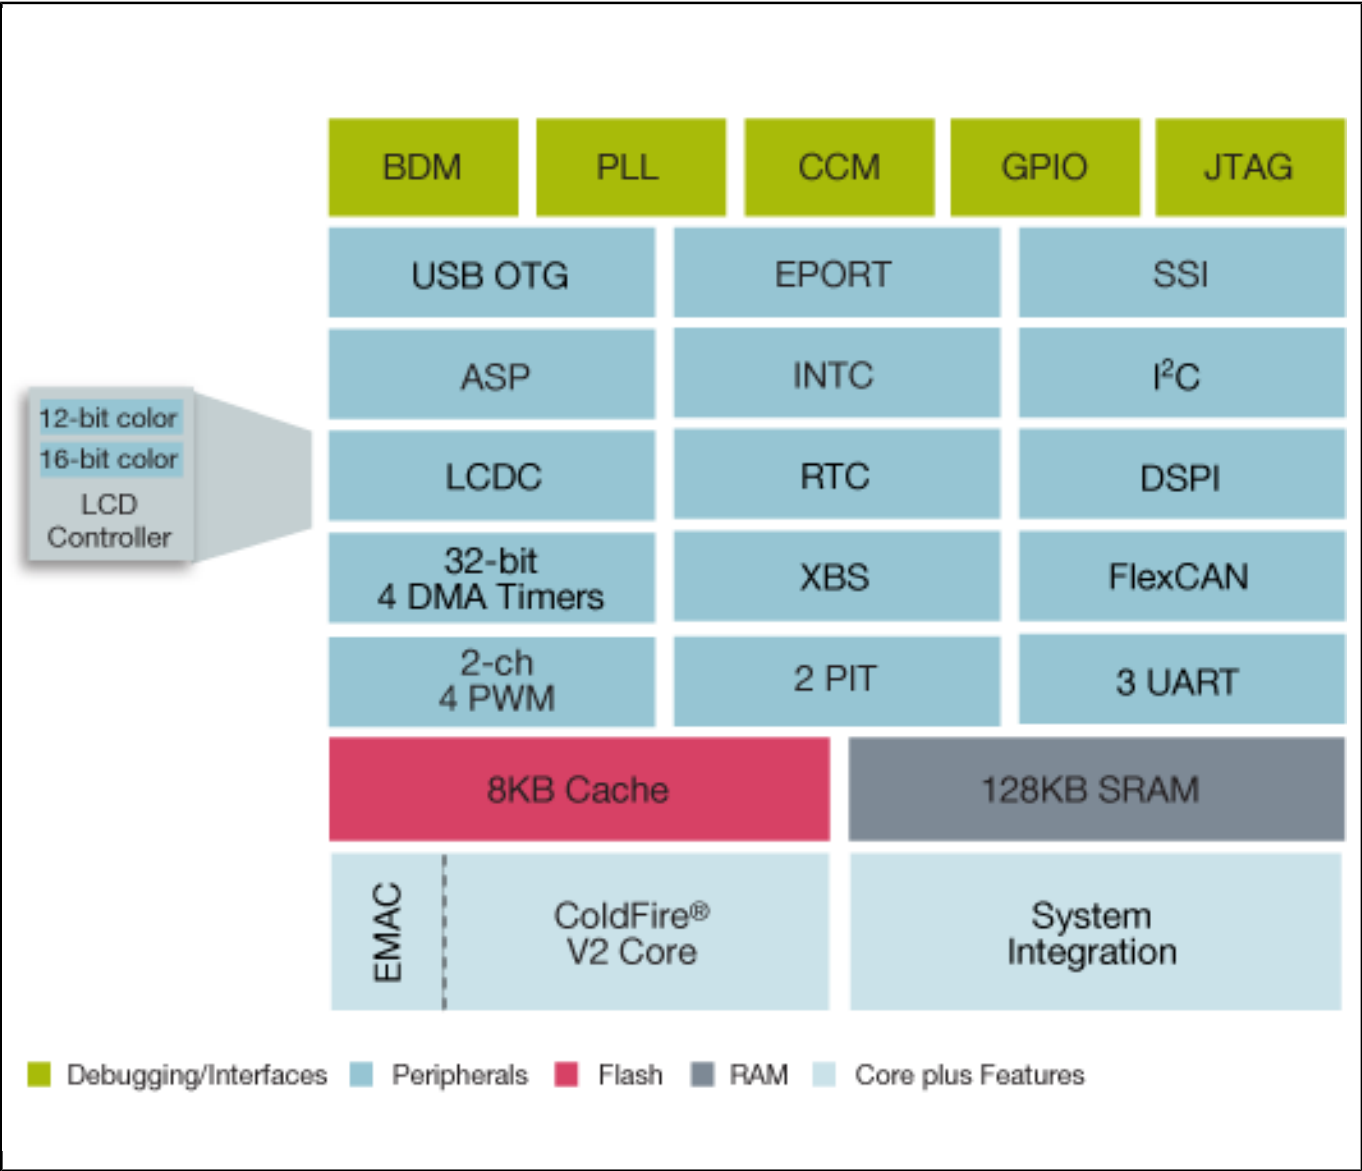 BDM
PLL
CCM
GPIO
JTAG
USB OTG
EPORT
SSI
ASP
INTC
I²C
12-bit color
16-bit color
LCD
Controller
LCDC
RTC
DSPI
32-bit
4 DMA Timers
XBS
FlexCAN
2-ch
4 PWM
2 PIT
3 UART
8KB Cache
128KB SRAM
EMAC
ColdFire®
V2 Core
System
Integration
Debugging/Interfaces
Peripherals
Flash
RAM
Core plus Features